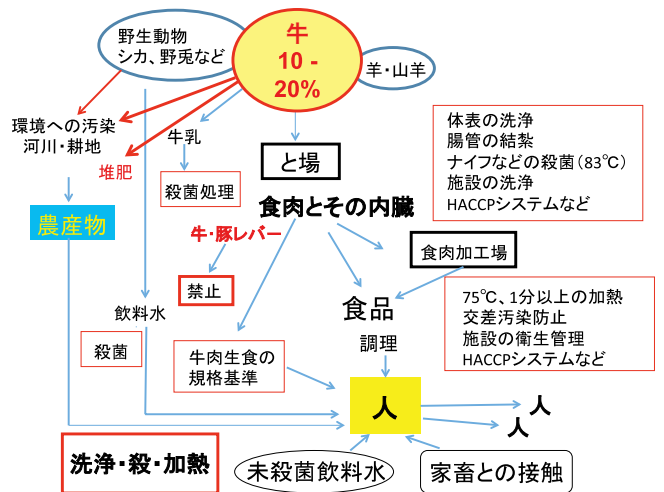 野生動物
シカ、野兎など
牛
10 -
20%
羊・山羊
環境への汚染
河川・耕地
堆肥
牛乳
殺菌処理
と場
体表の洗浄
腸管の結紮
ナイフなどの殺菌（83℃）
施設の洗浄
HACCPシステムなど
農産物
食肉とその内臓
牛・豚レバー
禁止
食肉加工場
飲料水
殺菌
食品
調理
75℃、1分以上の加熱
交差汚染防止
施設の衛生管理
HACCPシステムなど
牛肉生食の
規格基準
人
人
人
洗浄・殺・加熱
未殺菌飲料水
家畜との接触